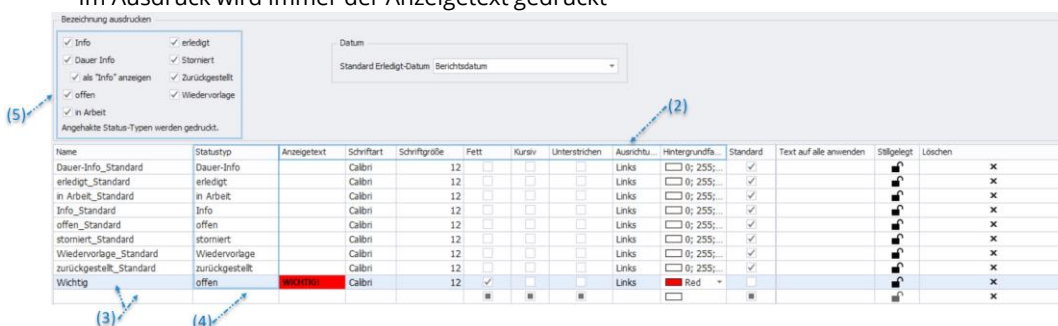 im Ausdruck wird immer der Anzeigetext gedruckt
Bezeichnung ausdrucken
Info erledigt
Dauer Info Storniert
als "Info" anzeigen Zurückgestellt
offen Wiedervorlage
in Arbeit
Angehakte Status-Typen werden gedruckt.
Datum
Standard Erledigt-Datum Berichtsdatum
(5)
(2)
Name Statustyp Anzeigetext Schriftart Schriftgröße Fett Kursiv Unterstrichen Ausrichtu... Hintergrundfa... Standard Text auf alle anwenden Stillgelegt Löschen
Dauer-Info_Standard Dauer-Info Calibri 12 Links 0; 255;... x
erledigt_Standard erledigt Calibri 12 Links 0; 255;... x
in Arbeit_Standard in Arbeit Calibri 12 Links 0; 255;... x
Info_Standard Info Calibri 12 Links 0; 255;... x
offen_Standard offen Calibri 12 Links 0; 255;... x
storniert_Standard storniert Calibri 12 Links 0; 255;... x
Wiedervorlage_Standard Wiedervorlage Calibri 12 Links 0; 255;... x
zurückgestellt_Standard zurückgestellt Calibri 12 Links 0; 255;... x
Wichtig offen WICHTIG! Calibri 12 Links Red x
x
(3) (4)